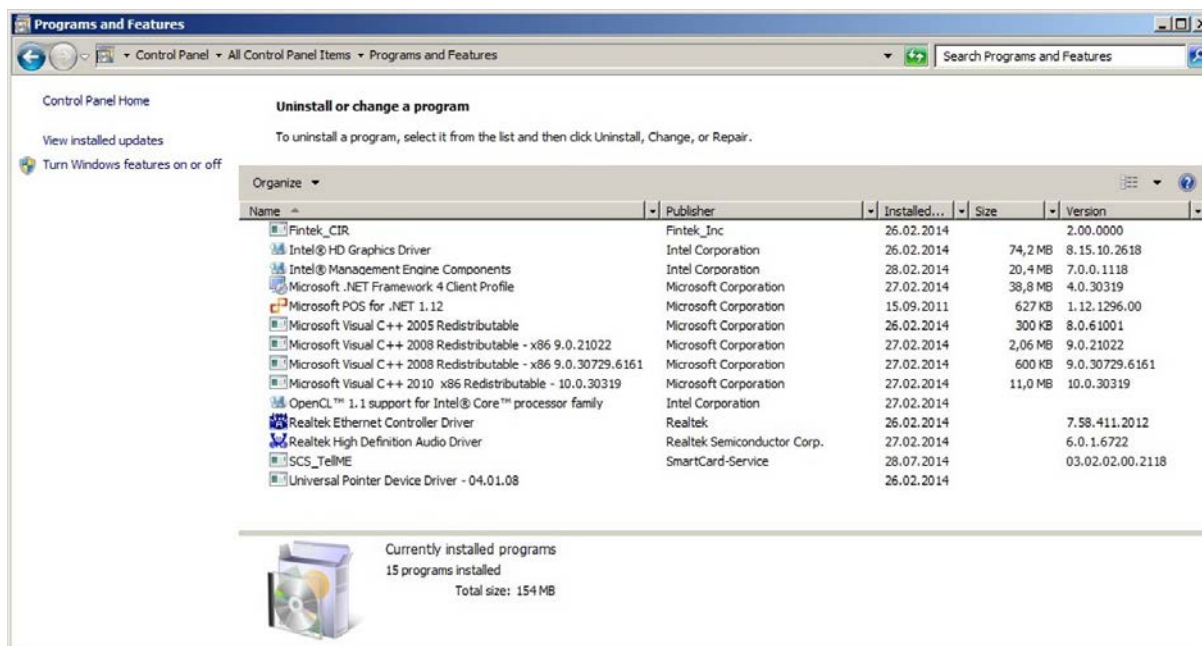 Programs and Features
Control Panel All Control Panel Items Programs and Features Search Programs and Features
Control Panel Home
View installed updates
Turn Windows features on or off
Uninstall or change a program
To uninstall a program, select it from the list and then click Uninstall, Change, or Repair.
Organize
Name Publisher Installed... Size Version
Fintek_CIR Fintek_Inc 26.02.2014 2.00.0000
Intel® HD Graphics Driver Intel Corporation 26.02.2014 74,2 MB 8.15.10.2618
Intel® Management Engine Components Intel Corporation 28.02.2014 20,4 MB 7.0.0.1118
Microsoft .NET Framework 4 Client Profile Microsoft Corporation 27.02.2014 38,8 MB 4.0.30319
Microsoft POS for .NET 1.12 Microsoft Corporation 15.09.2011 627 KB 1.12.1296.00
Microsoft Visual C++ 2005 Redistributable Microsoft Corporation 26.02.2014 300 KB 8.0.61001
Microsoft Visual C++ 2008 Redistributable - x86 9.0.21022 Microsoft Corporation 27.02.2014 2,06 MB 9.0.21022
Microsoft Visual C++ 2008 Redistributable - x86 9.0.30729.6161 Microsoft Corporation 27.02.2014 600 KB 9.0.30729.6161
Microsoft Visual C++ 2010 x86 Redistributable - 10.0.30319 Microsoft Corporation 27.02.2014 11,0 MB 10.0.30319
OpenCL™ 1.1 support for Intel® Core™ processor family Intel Corporation 27.02.2014
Realtek Ethernet Controller Driver Realtek 26.02.2014 7.58.411.2012
Realtek High Definition Audio Driver Realtek Semiconductor Corp. 27.02.2014 6.0.1.6722
SCS_TellME SmartCard-Service 28.07.2014 03.02.02.00.2118
Universal Pointer Device Driver - 04.01.08 26.02.2014
Currently installed programs
15 programs installed
Total size: 154 MB